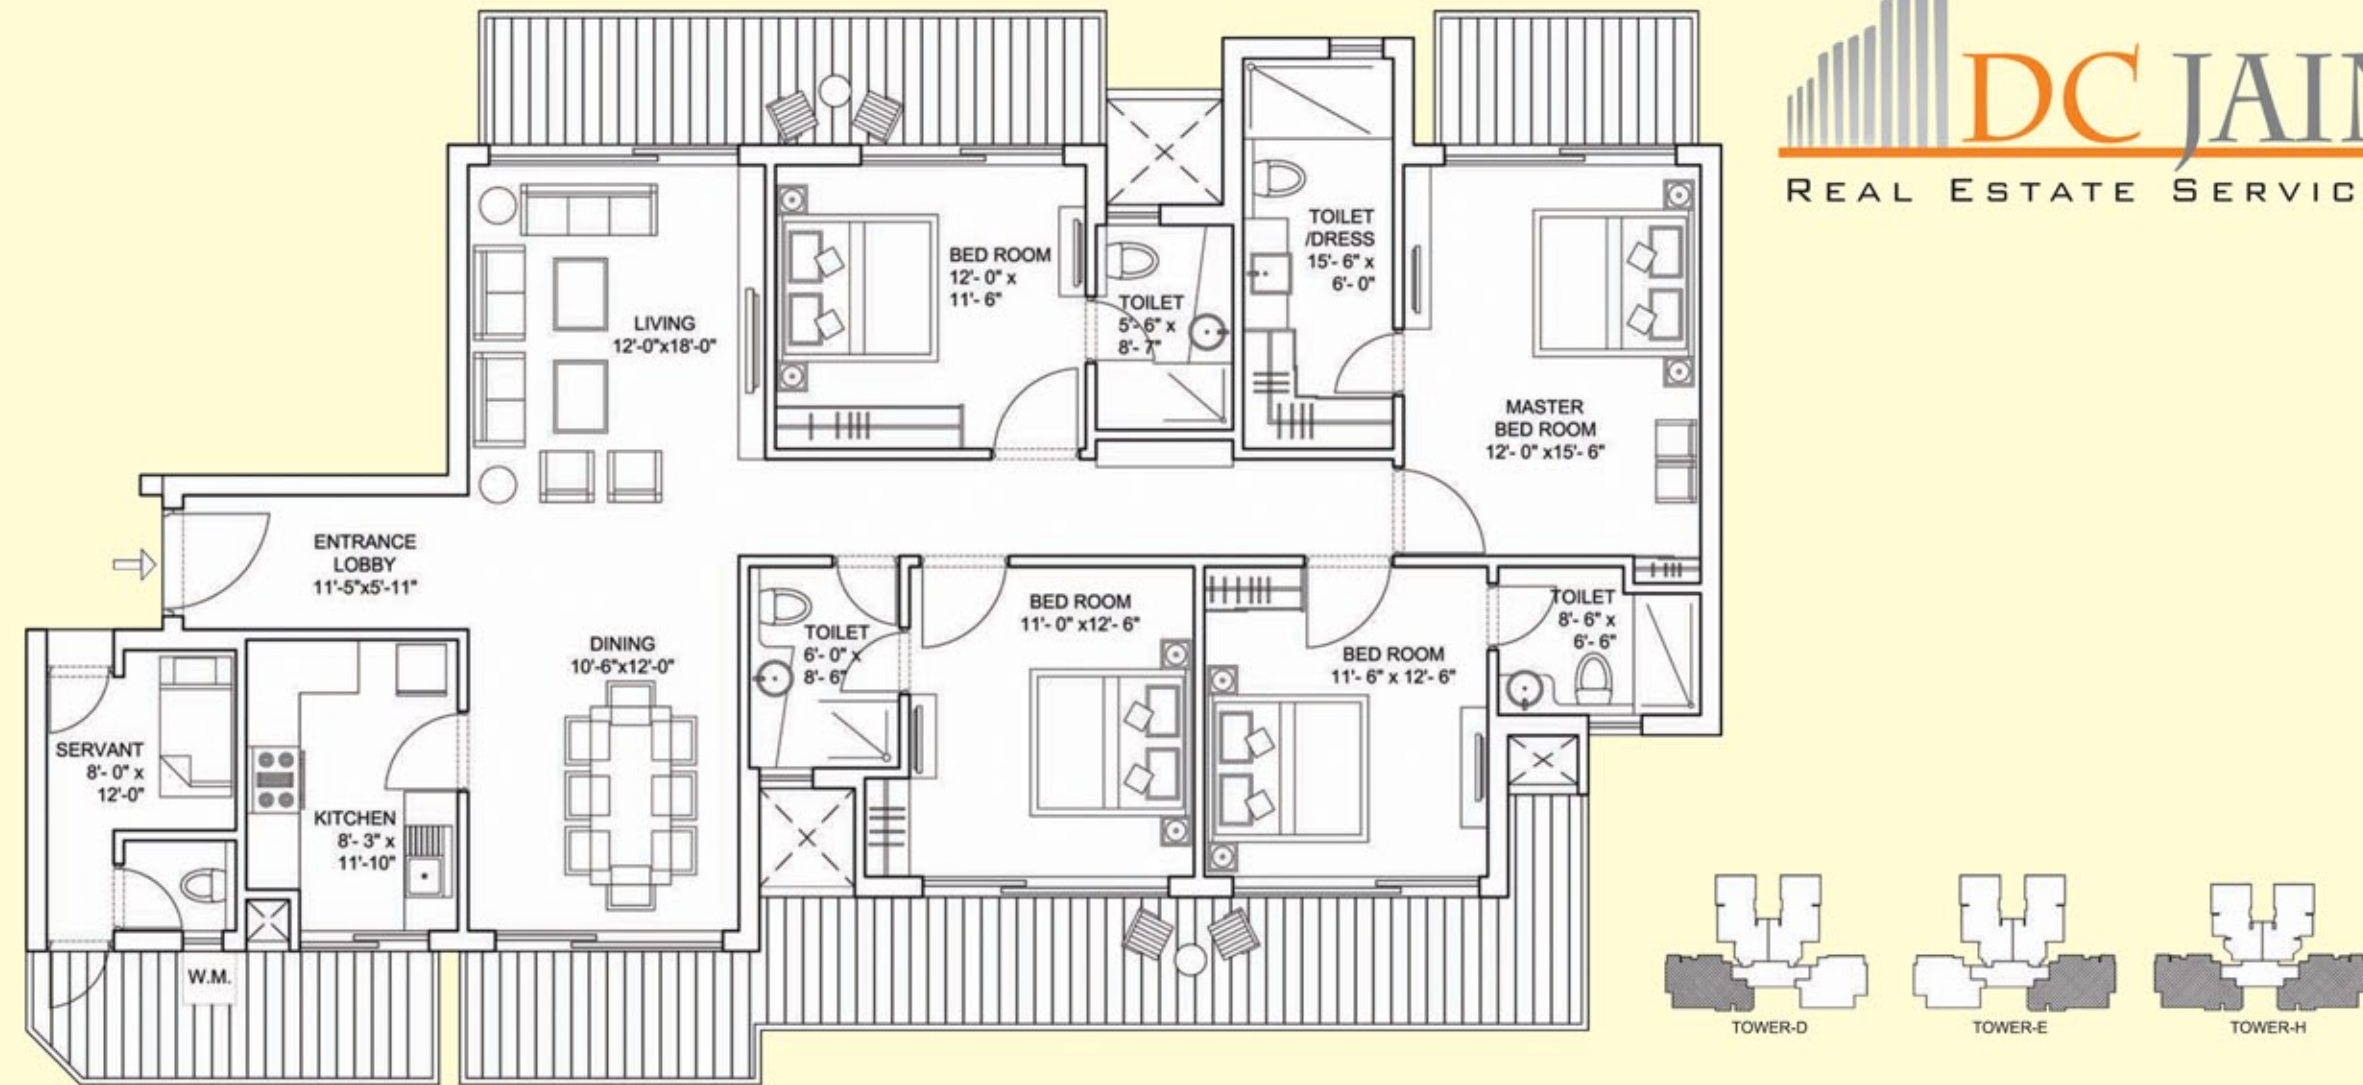 DC JAIN
REAL ESTATE SERVIC
BED ROOM
12'- 0" x
11'- 6"
TOILET
5'- 6" x
8'- 7"
TOILET
/DRESS
15'- 6" x
6'- 0"
LIVING
12'-0"x18'-0"
MASTER
BED ROOM
12'- 0" x15'- 6"
ENTRANCE
LOBBY
11'-5"x5'-11"
DINING
10'-6"x12'-0"
TOILET
6'- 0" x
8'- 6"
BED ROOM
11'- 0" x12'- 6"
BED ROOM
11'- 6" x 12'- 6"
TOILET
8'- 6" x
6'- 6"
SERVANT
8'- 0" x
12'-0"
KITCHEN
8'- 3" x
11'-10"
W.M.
TOWER-D
TOWER-E
TOWER-H